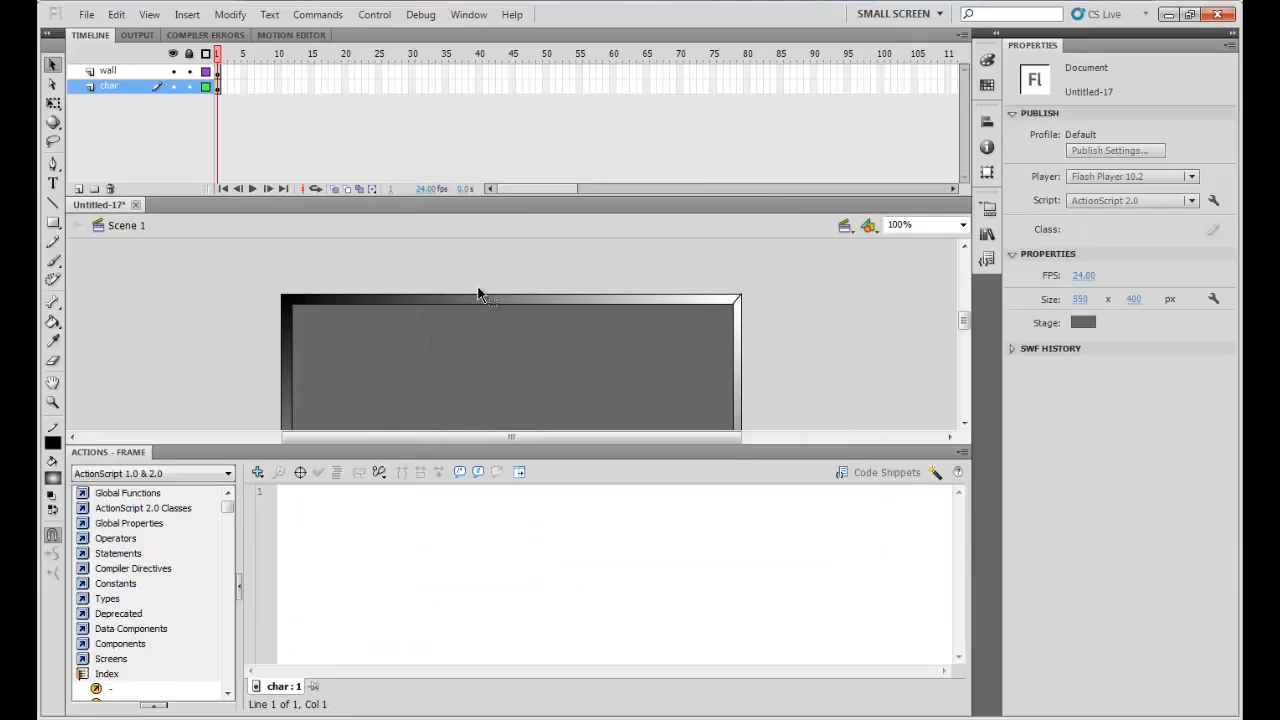 Fl File Edit View Insert Modify Text Commands Control Debug Window Help SMALL SCREEN CS Live
TIMELINE OUTPUT COMPILER ERRORS MOTION EDITOR
1 5 10 15 20 25 30 35 40 45 50 55 60 65 70 75 80 85 90 95 100 105 11
wall
char
1 24.00 fps 0.0 s
Untitled-17*
Scene 1 100%
ACTIONS - FRAME
ActionScript 1.0 & 2.0 Code Snippets
Global Functions
ActionScript 2.0 Classes
Global Properties
Operators
Statements
Compiler Directives
Constants
Types
Deprecated
Data Components
Components
Screens
Index
-
1
char : 1
Line 1 of 1, Col 1
PROPERTIES
Fl
Document
Untitled-17
PUBLISH
Profile: Default
Publish Settings...
Player: Flash Player 10.2
Script: ActionScript 2.0
Class:
PROPERTIES
FPS: 24.00
Size: 550 x 400 px
Stage:
SWF HISTORY